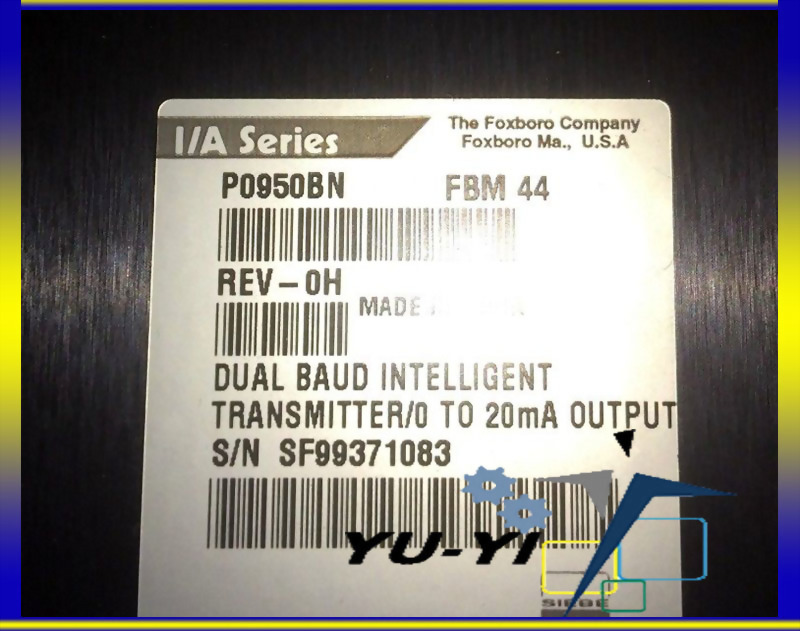 I/A Series
The Foxboro Company
Foxboro Ma., U.S.A
P0950BN FBM 44
REV-0H
MADE
DUAL BAUD INTELLIGENT
TRANSMITTER/0 TO 20mA OUTPUT
S/N SF99371083
YU-YI
SIEBE